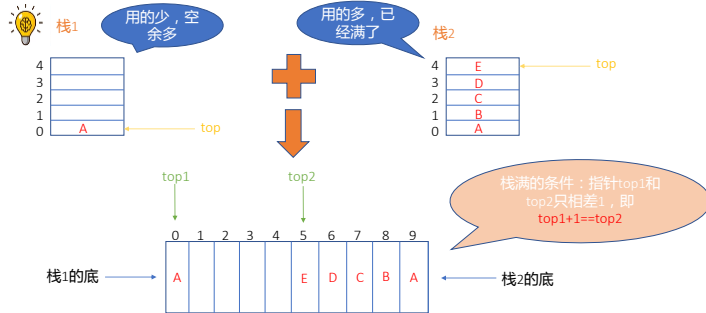 栈1
用的少，空
余多
用的多，已
经满了
栈2
4
3
2
1
0
A
top
4
3
2
1
0
E
D
C
B
A
top
top1
top2
栈满的条件：指针top1和
top2只相差1，即
top1+1==top2
0 1 2 3 4 5 6 7 8 9
栈1的底
A E D C B A
栈2的底